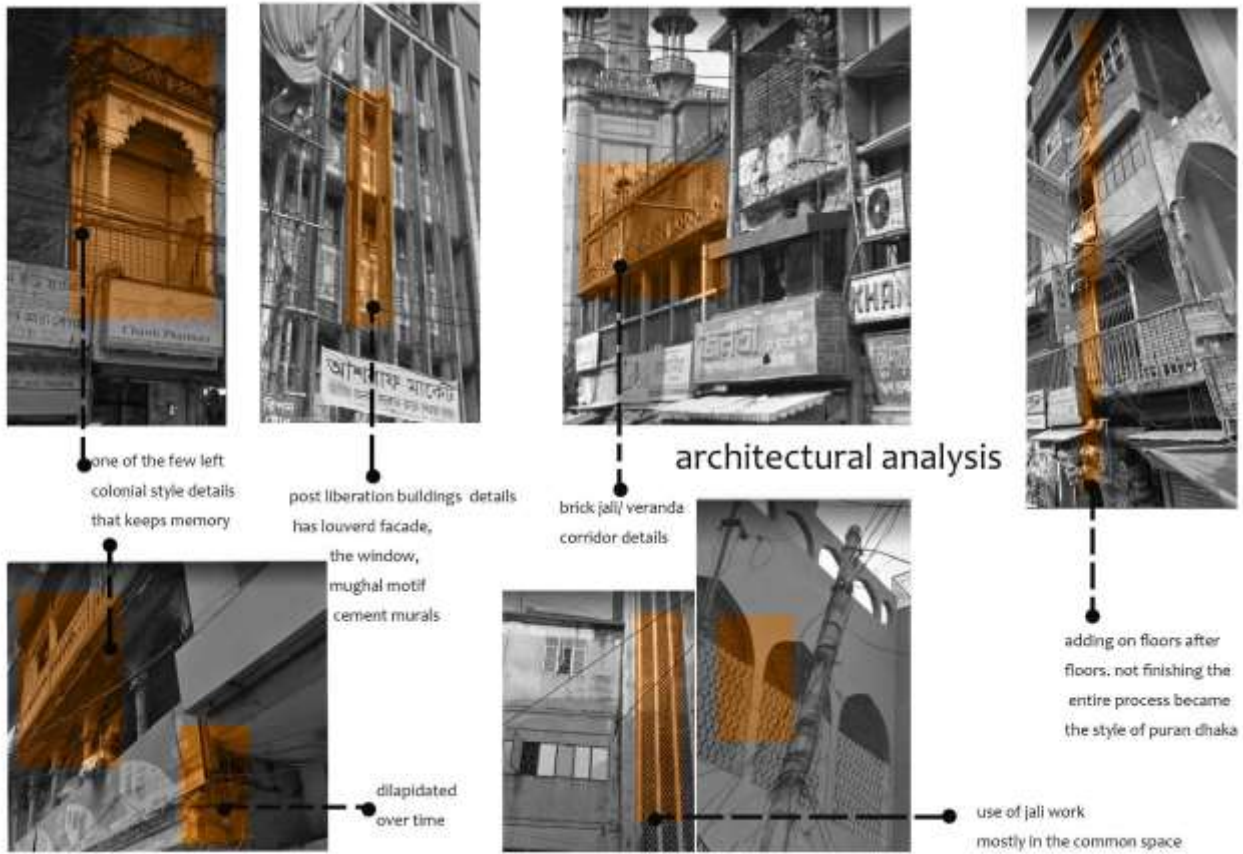 Chisti Pharmacy
আশরাফ মার্কেট
KHAN
architectural analysis
one of the few left
colonial style details
that keeps memory
post liberation buildings details
has louverd facade,
the window,
mughal motif
cement murals
brick jali/ veranda
corridor details
adding on floors after
floors. not finishing the
entire process became
the style of puran dhaka
dilapidated
over time
use of jali work
mostly in the common space